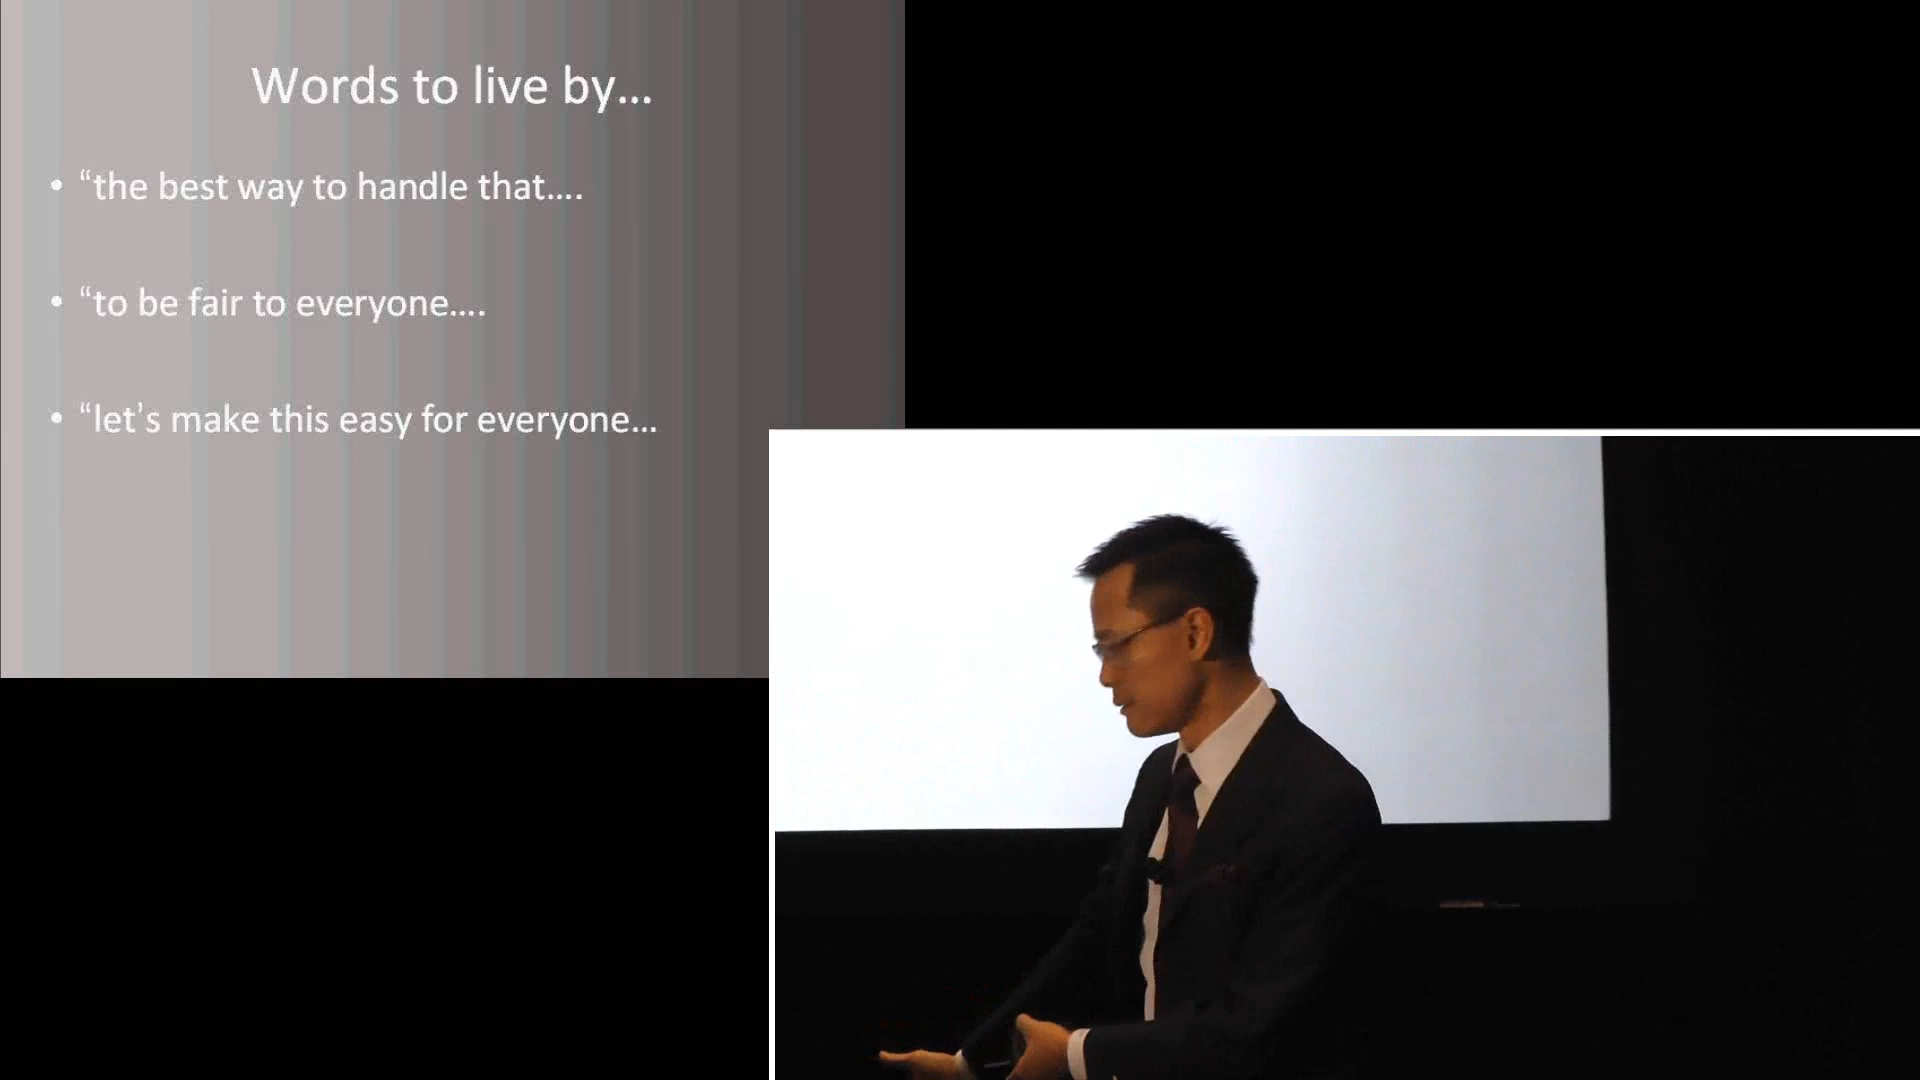 Words to live by...
• “the best way to handle that....
• “to be fair to everyone....
• “let’s make this easy for everyone...